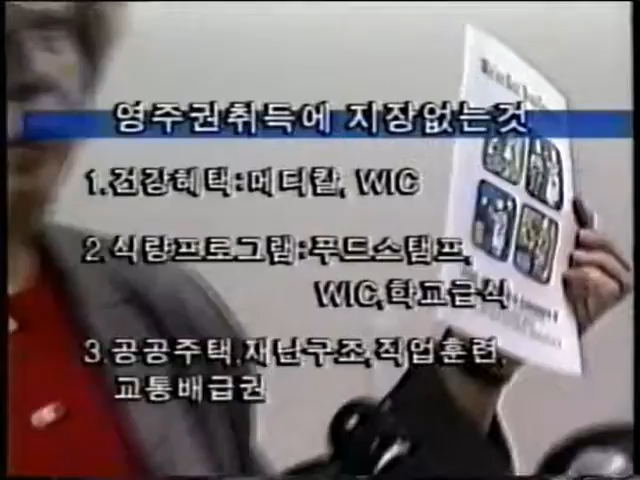 영주권취득에 지장없는것
1.건강혜택:메디칼, WIC
2.식량프로그램:푸드스탬프,
WIC,학교급식
3.공공주택,재난구조,직업훈련,
교통배급권